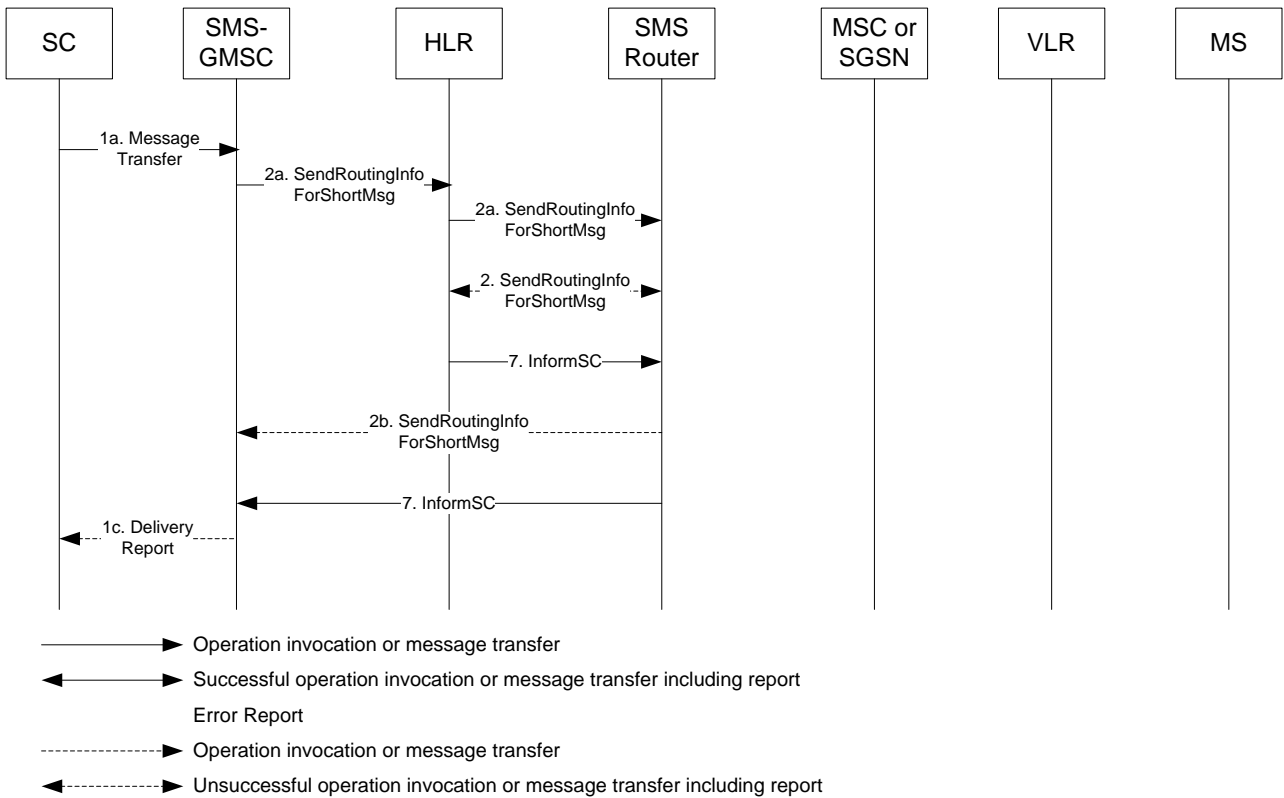 SC
SMS-
GMSC
HLR
SMS
Router
MSC or
SGSN
VLR
MS
1a. Message
Transfer
2a. SendRoutingInfo
ForShortMsg
2a. SendRoutingInfo
ForShortMsg
2. SendRoutingInfo
ForShortMsg
7. InformSC
2b. SendRoutingInfo
ForShortMsg
7. InformSC
1c. Delivery
Report
Operation invocation or message transfer
Successful operation invocation or message transfer including report
Error Report
Operation invocation or message transfer
Unsuccessful operation invocation or message transfer including report